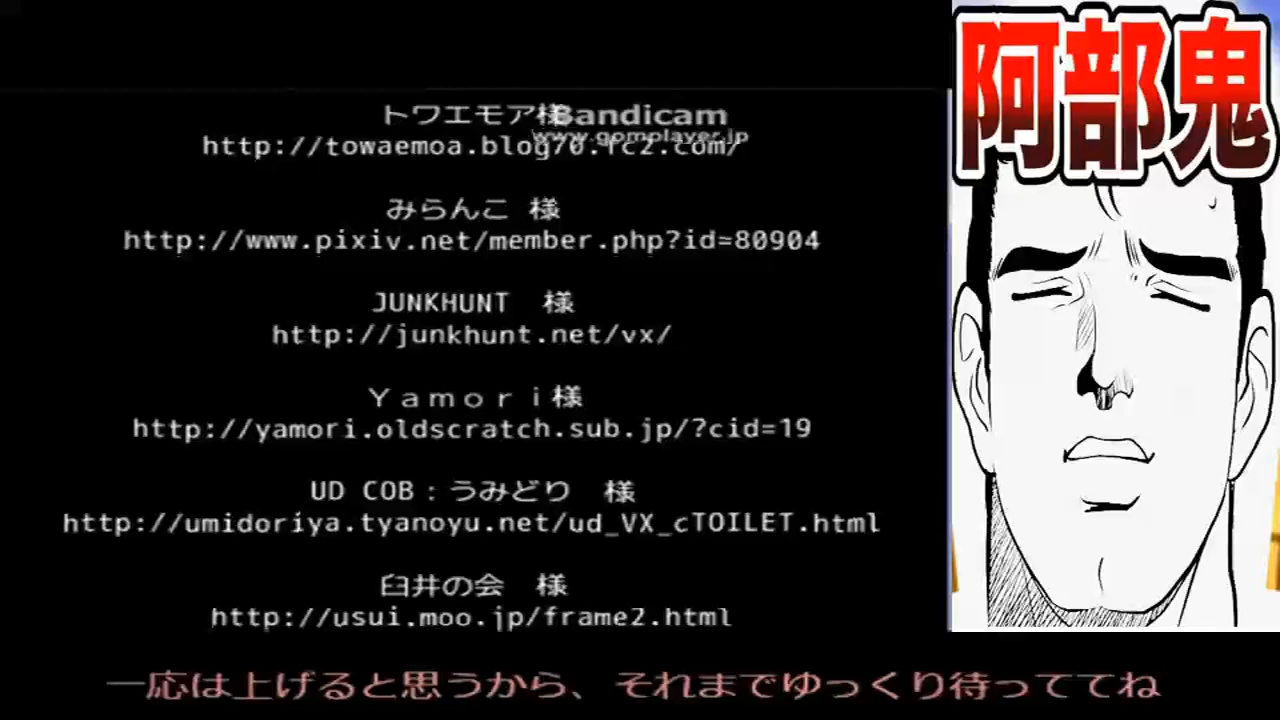 阿部鬼
トワエモア様
Bandicam
www.gomplayer.jp
http://towaemoa.blog70.fc2.com/
みらんこ 様
http://www.pixiv.net/member.php?id=80904
JUNKHUNT 様
http://junkhunt.net/vx/
Ｙａｍｏｒｉ様
http://yamori.oldscratch.sub.jp/?cid=19
UD COB：うみどり 様
http://umidoriya.tyanoyu.net/ud_VX_cTOILET.html
臼井の会 様
http://usui.moo.jp/frame2.html
一応は上げると思うから、それまでゆっくり待っててね